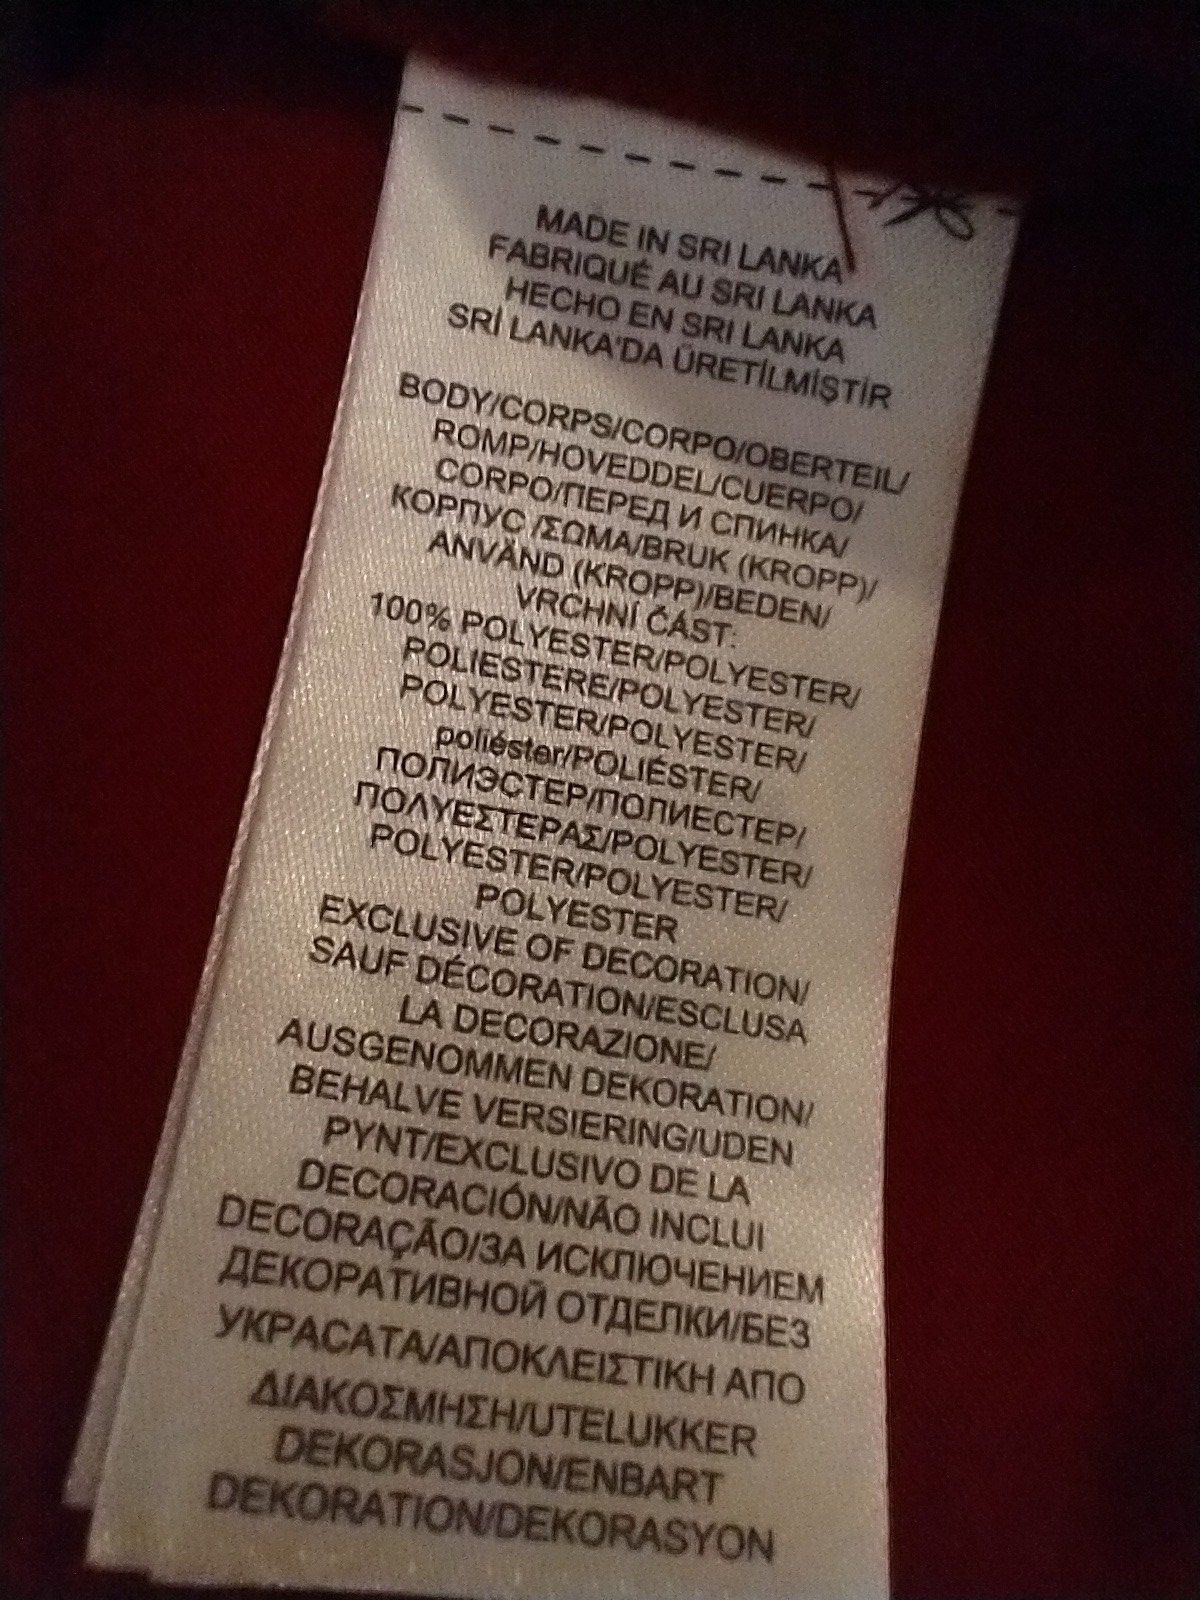 MADE IN SRI LANKA
FABRIQUÉ AU SRI LANKA
HECHO EN SRI LANKA
SRİ LANKA'DA ÜRETİLMİŞTİR
BODY/CORPS/CORPO/OBERTEIL/
ROMP/HOVEDDEL/CUERPO/
CORPO/ПЕРЕД И СПИНКА/
КОРПУС /ΣΩΜΑ/BRUK (KROPP)/
ANVÄND (KROPP)/BEDEN/
VRCHNÍ ČÁST:
100% POLYESTER/POLYESTER/
POLIESTERE/POLYESTER/
POLYESTER/POLYESTER/
poliéster/POLIÉSTER/
ПОЛИЭСТЕР/ПОЛИЕСТЕР/
ΠΟΛΥΕΣΤΕΡΑΣ/POLYESTER/
POLYESTER/POLYESTER/
POLYESTER
EXCLUSIVE OF DECORATION/
SAUF DÉCORATION/ESCLUSA
LA DECORAZIONE/
AUSGENOMMEN DEKORATION/
BEHALVE VERSIERING/UDEN
PYNT/EXCLUSIVO DE LA
DECORACIÓN/NÃO INCLUI
DECORAÇÃO/ЗА ИСКЛЮЧЕНИЕМ
ДЕКОРАТИВНОЙ ОТДЕЛКИ/БЕЗ
УКРАСАТА/ΑΠΟΚΛΕΙΣΤΙΚΗ ΑΠΟ
ΔΙΑΚΟΣΜΗΣΗ/UTELUKKER
DEKORASJON/ENBART
DEKORATION/DEKORASYON